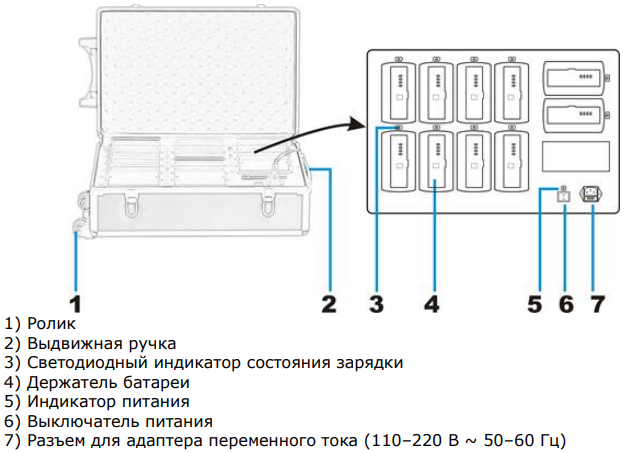 1 2 3 4 5 6 7
1) Ролик
2) Выдвижная ручка
3) Светодиодный индикатор состояния зарядки
4) Держатель батареи
5) Индикатор питания
6) Выключатель питания
7) Разъем для адаптера переменного тока (110–220 В ~ 50–60 Гц)